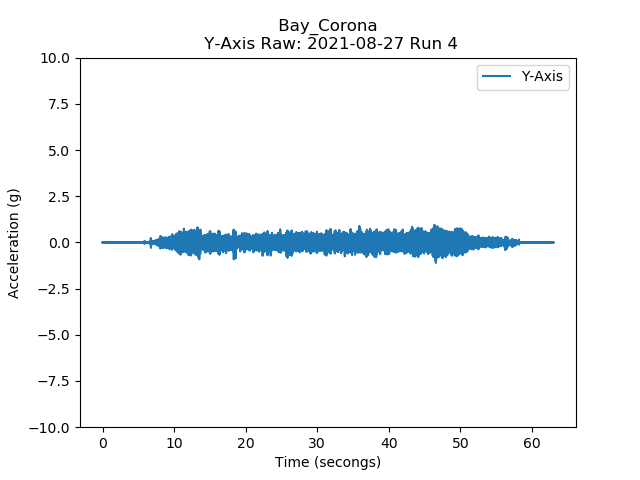 Bay_Corona
Y-Axis Raw: 2021-08-27 Run 4
Y-Axis
10.0
7.5
5.0
2.5
0.0
−2.5
−5.0
−7.5
−10.0
Acceleration (g)
0 10 20 30 40 50 60
Time (seconds)